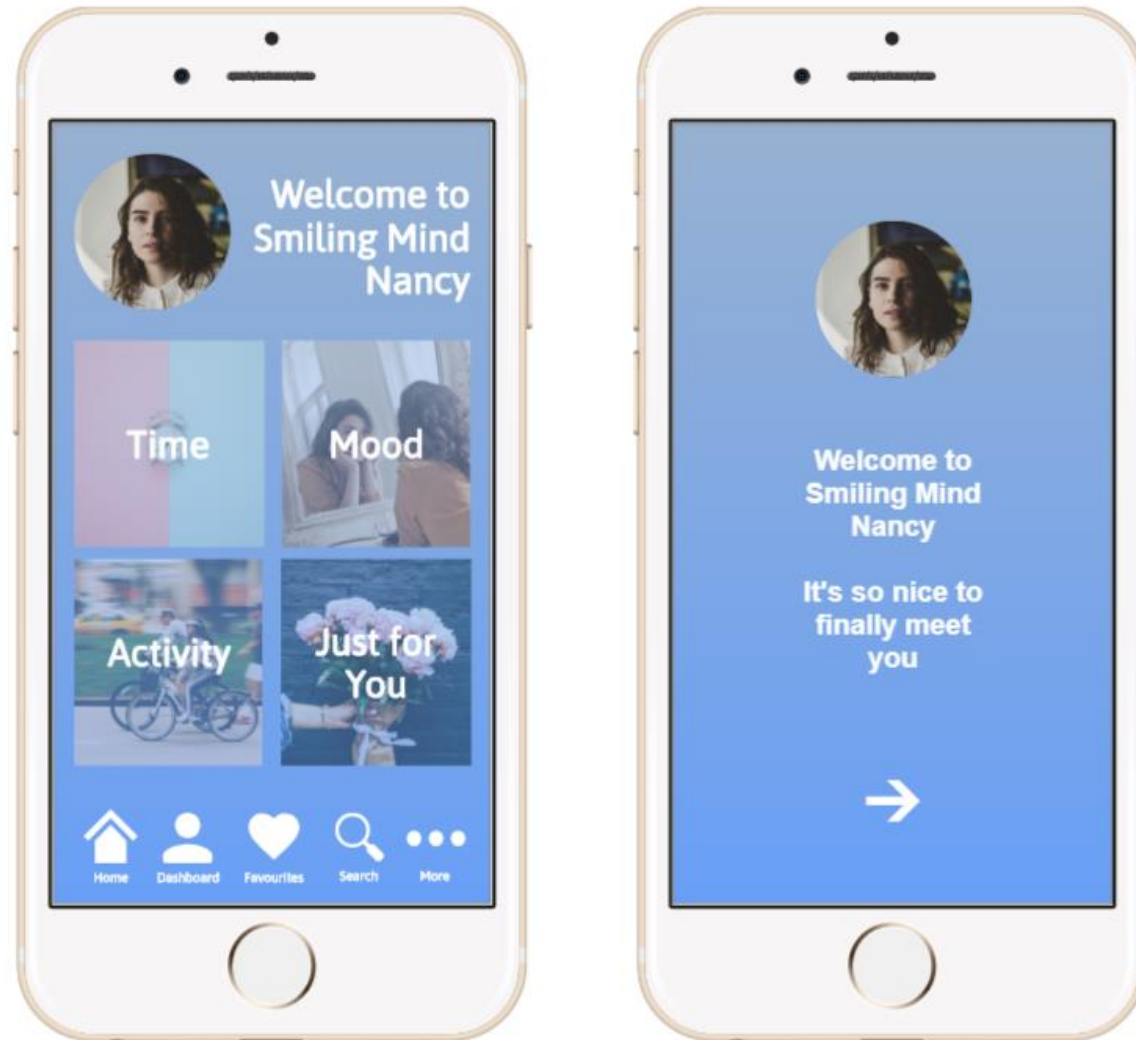 Welcome to
Smiling Mind
Nancy
Time
Mood
Activity
Just for
You
Home
Dashboard
Favourites
Search
More
Welcome to
Smiling Mind
Nancy
It's so nice to
finally meet
you